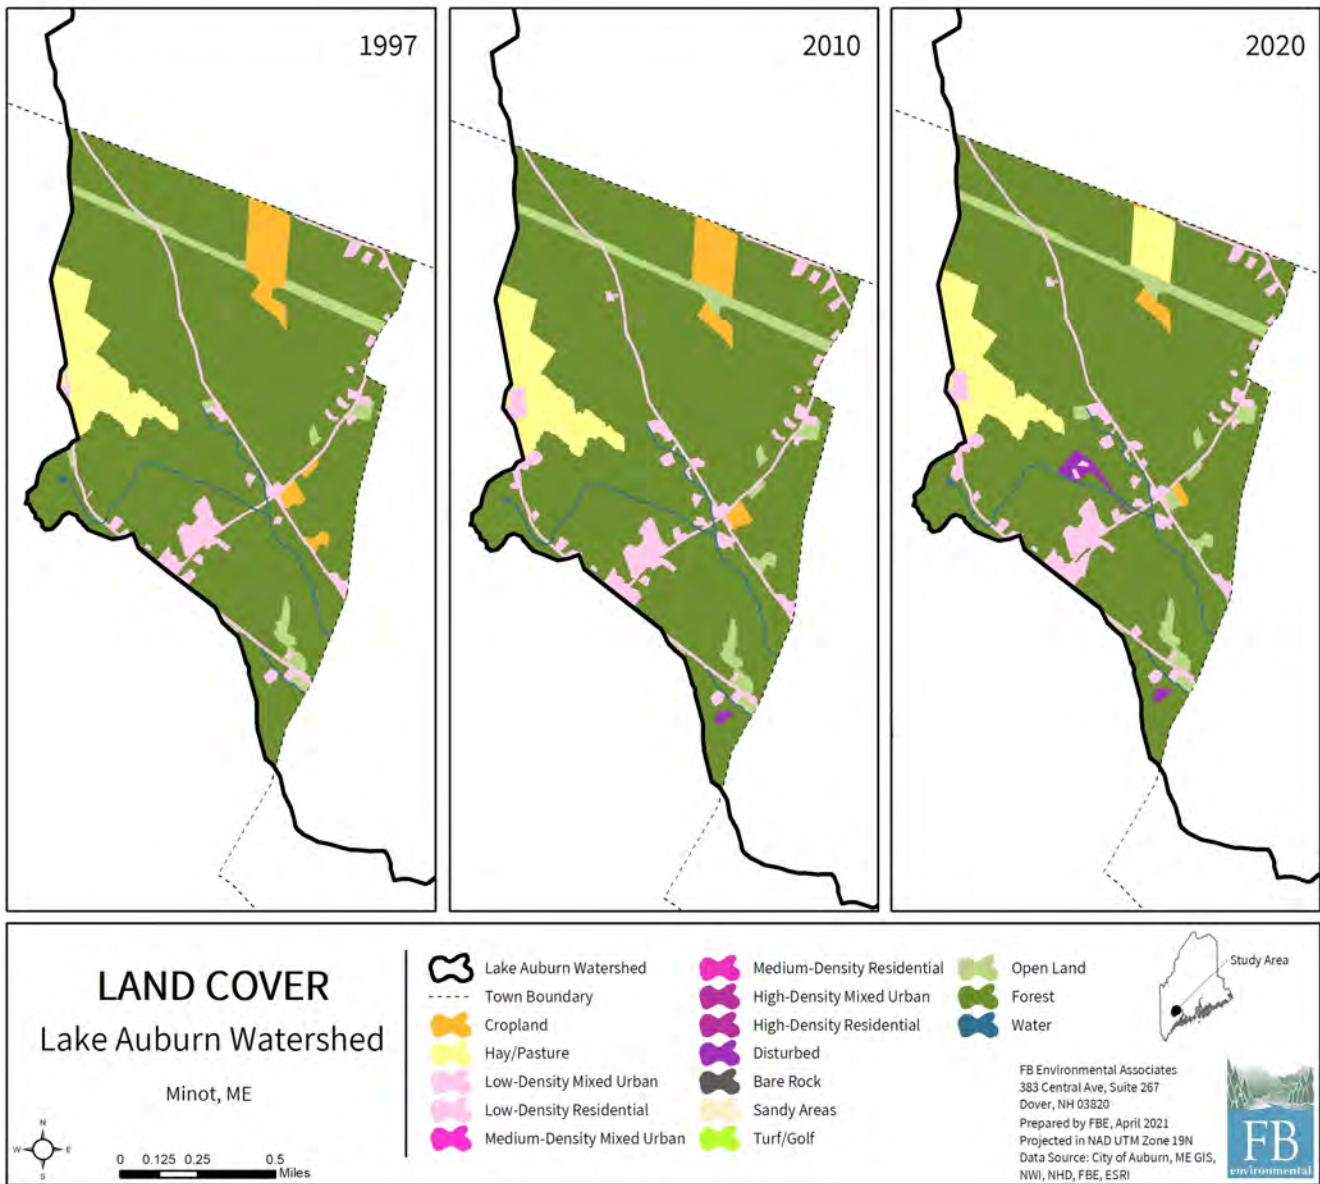 1997
2010
2020
LAND COVER
Lake Auburn Watershed
Minot, ME
N
W
E
S
0 0.125 0.25 0.5
Miles
Lake Auburn Watershed
Town Boundary
Cropland
Hay/Pasture
Low-Density Mixed Urban
Low-Density Residential
Medium-Density Mixed Urban
Medium-Density Residential
High-Density Mixed Urban
High-Density Residential
Disturbed
Bare Rock
Sandy Areas
Turf/Golf
Open Land
Forest
Water
Study Area
FB Environmental Associates
383 Central Ave, Suite 267
Dover, NH 03820
Prepared by FBE, April 2021
Projected in NAD UTM Zone 19N
Data Source: City of Auburn, ME GIS,
NWI, NHD, FBE, ESRI
FB
environmental